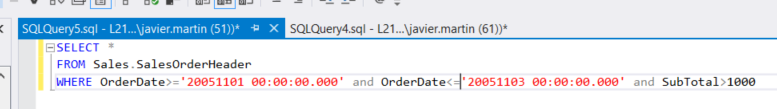 SQLQuery5.sql - L21...\javier.martin (51))* SQLQuery4.sql - L21...\javier.martin (61))*
SELECT *
FROM Sales.SalesOrderHeader
WHERE OrderDate>='20051101 00:00:00.000' and OrderDate<='20051103 00:00:00.000' and SubTotal>1000